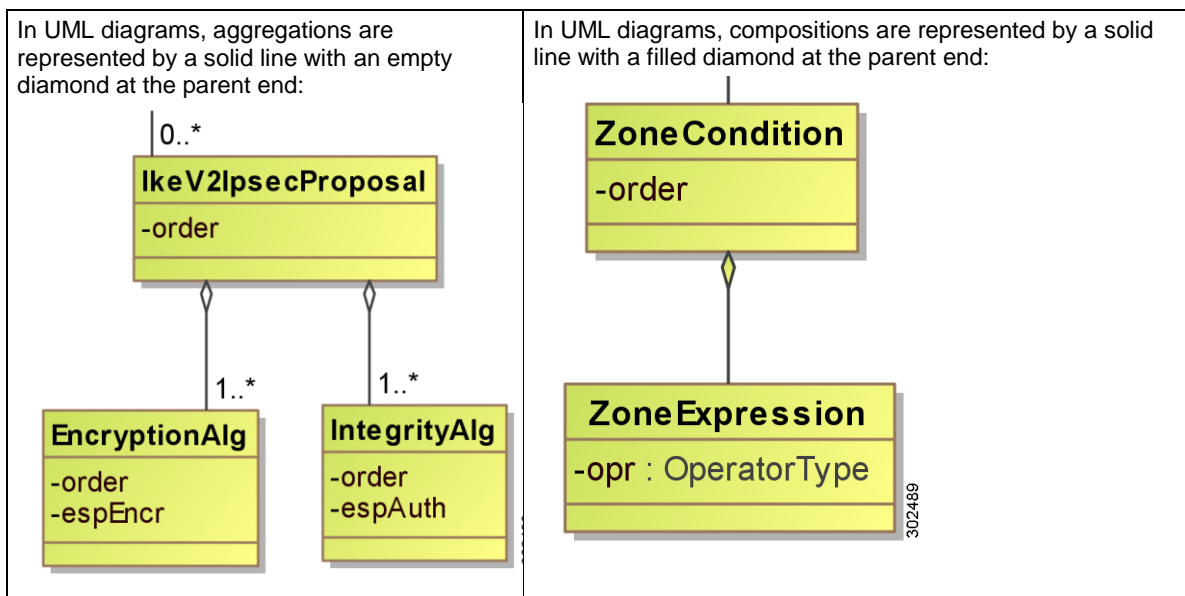 In UML diagrams, aggregations are
represented by a solid line with an empty
diamond at the parent end:
0..*
IkeV2IpsecProposal
-order
1..*
1..*
EncryptionAlg
-order
-espEncr
IntegrityAlg
-order
-espAuth
In UML diagrams, compositions are represented by a solid
line with a filled diamond at the parent end:
ZoneCondition
-order
ZoneExpression
-opr : OperatorType
302489